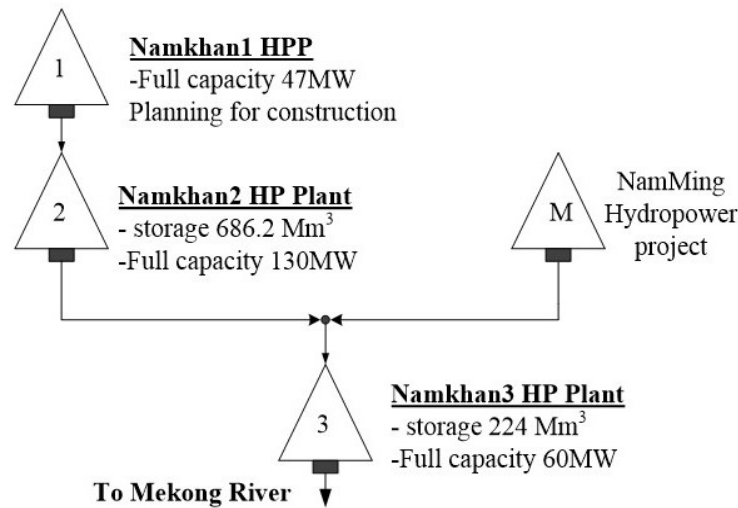 1
Namkhan1 HPP
-Full capacity 47MW
Planning for construction
2
Namkhan2 HP Plant
- storage 686.2 Mm³
-Full capacity 130MW
M
NamMing
Hydropower
project
3
Namkhan3 HP Plant
- storage 224 Mm³
-Full capacity 60MW
To Mekong River